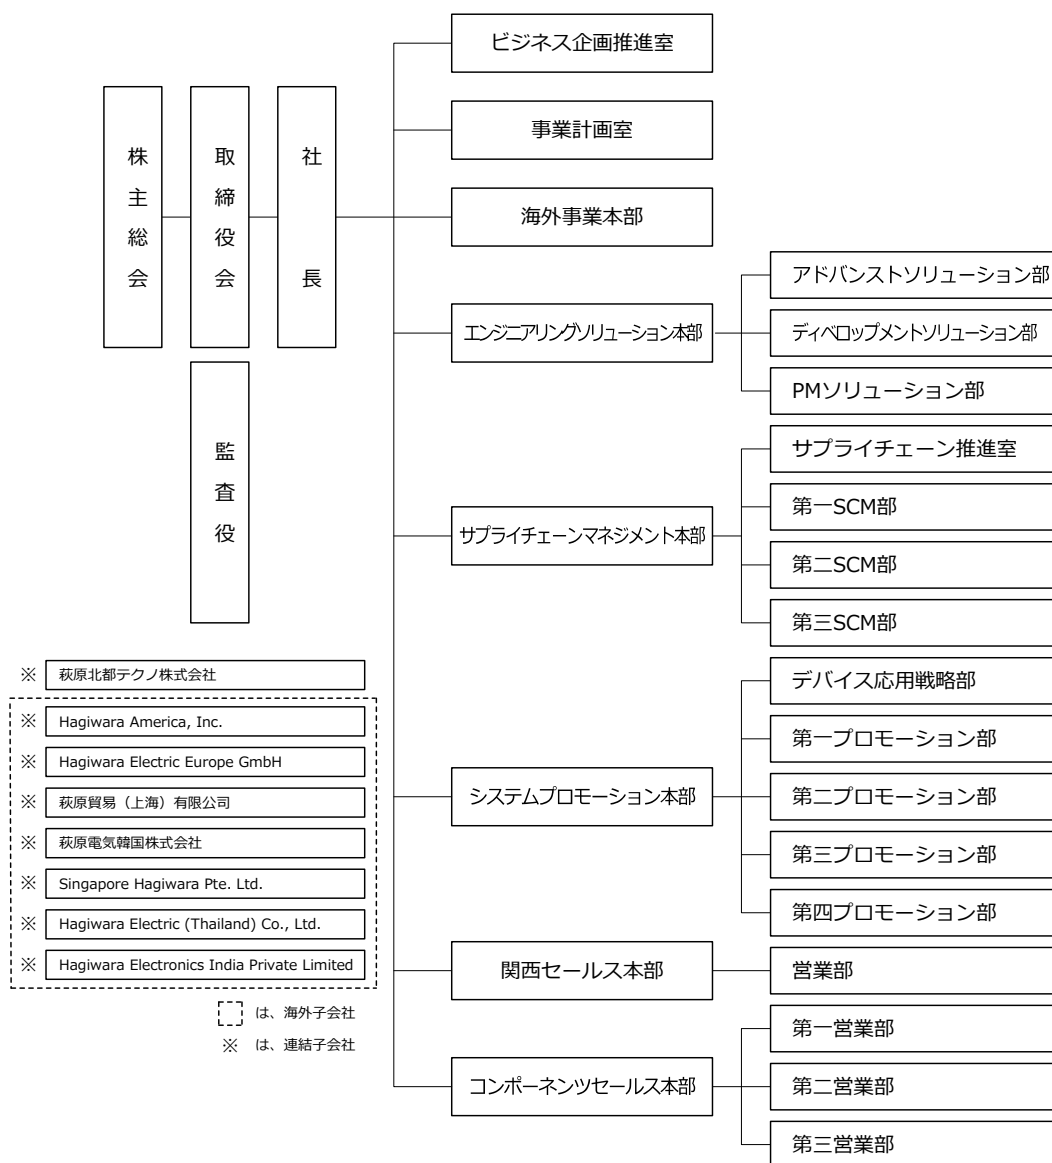 株主総会
取締役会
社長
監査役
ビジネス企画推進室
事業計画室
海外事業本部
エンジニアリングソリューション本部
アドバンストソリューション部
ディベロップメントソリューション部
PMソリューション部
サプライチェーンマネジメント本部
サプライチェーン推進室
第一SCM部
第二SCM部
第三SCM部
システムプロモーション本部
デバイス応用戦略部
第一プロモーション部
第二プロモーション部
第三プロモーション部
第四プロモーション部
関西セールス本部
営業部
コンポーネンツセールス本部
第一営業部
第二営業部
第三営業部
※ 萩原北都テクノ株式会社
※ Hagiwara America, Inc.
※ Hagiwara Electric Europe GmbH
※ 萩原貿易（上海）有限公司
※ 萩原電気韓国株式会社
※ Singapore Hagiwara Pte. Ltd.
※ Hagiwara Electric (Thailand) Co., Ltd.
※ Hagiwara Electronics India Private Limited
は、海外子会社
※ は、連結子会社